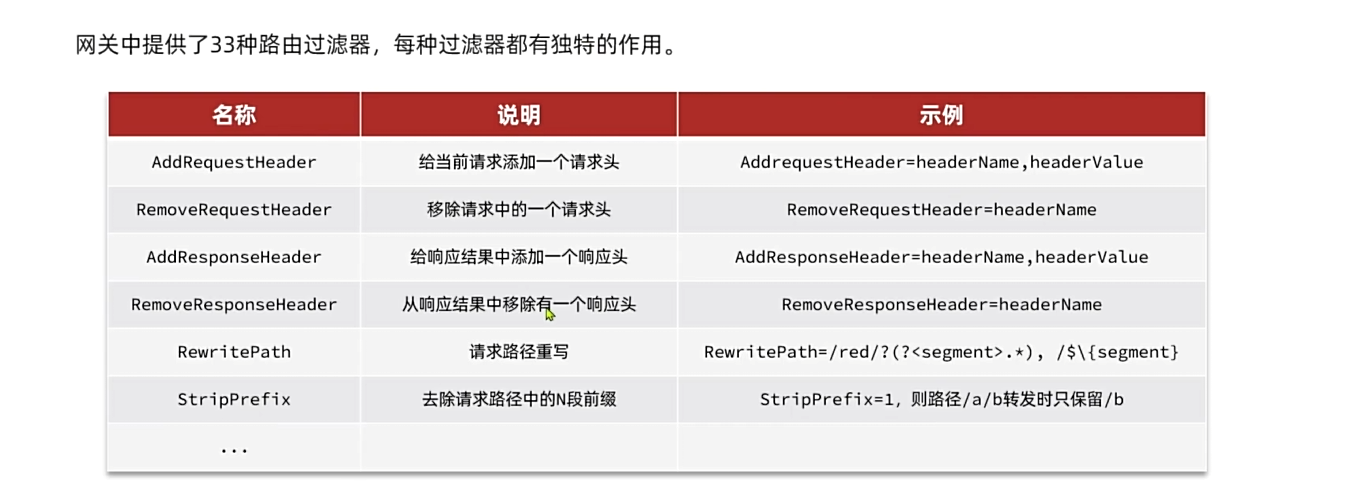 网关中提供了33种路由过滤器，每种过滤器都有独特的作用。
名称 说明 示例
AddRequestHeader 给当前请求添加一个请求头 AddrequestHeader=headerName,headerValue
RemoveRequestHeader 移除请求中的一个请求头 RemoveRequestHeader=headerName
AddResponseHeader 给响应结果中添加一个响应头 AddResponseHeader=headerName,headerValue
RemoveResponseHeader 从响应结果中移除有一个响应头 RemoveResponseHeader=headerName
RewritePath 请求路径重写 RewritePath=/red/?(?<segment>.*), /$\{segment}
StripPrefix 去除请求路径中的N段前缀 StripPrefix=1, 则路径/a/b转发时只保留/b
...